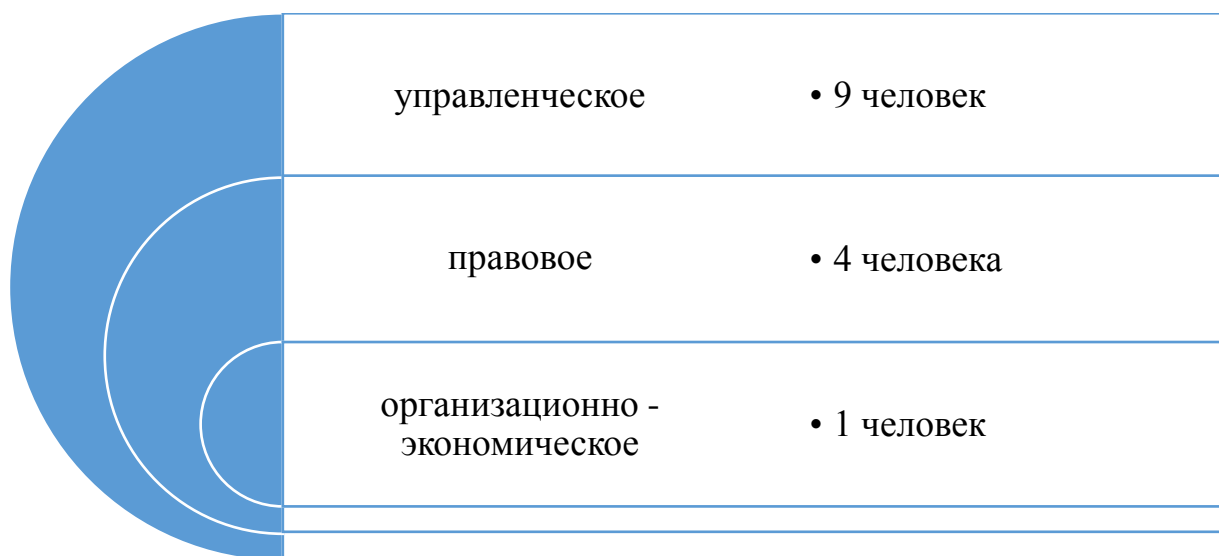 управленческое
• 9 человек
правовое
• 4 человека
организационно -
экономическое
• 1 человек